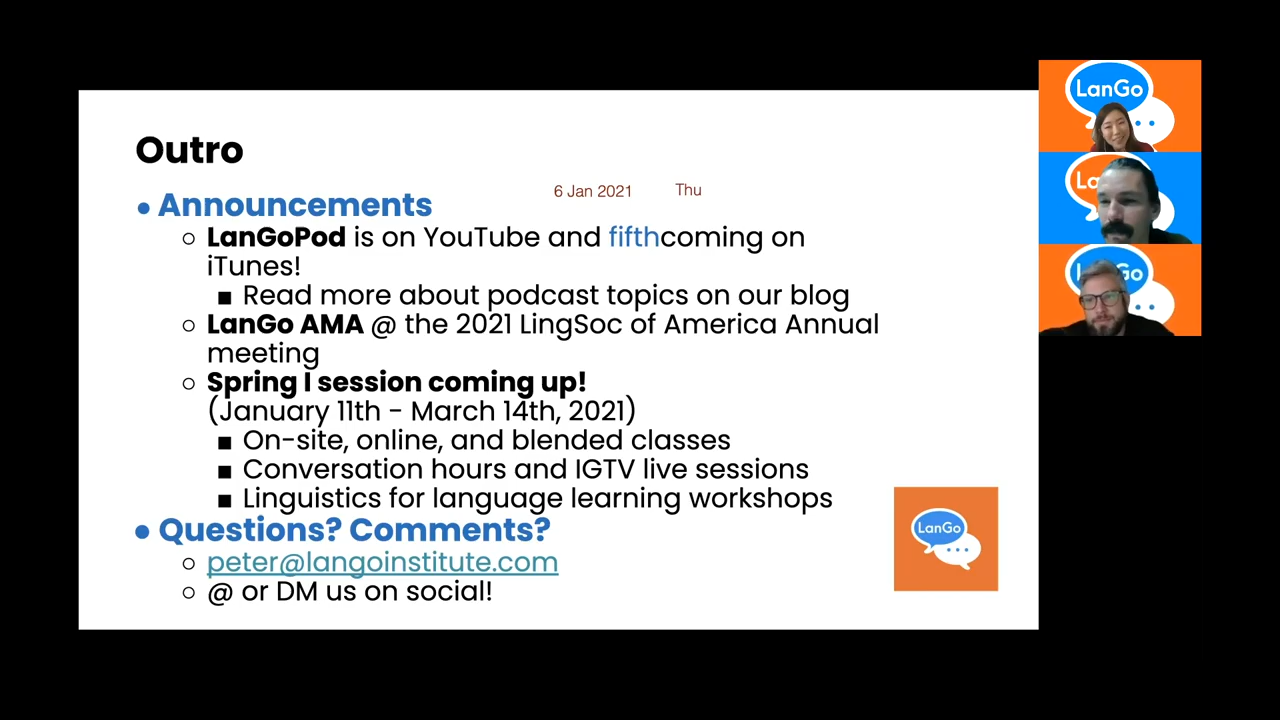 Outro
6 Jan 2021 Thu
● Announcements
○ LanGoPod is on YouTube and fifthcoming on
iTunes!
■ Read more about podcast topics on our blog
○ LanGo AMA @ the 2021 LingSoc of America Annual
meeting
○ Spring I session coming up!
(January 11th - March 14th, 2021)
■ On-site, online, and blended classes
■ Conversation hours and IGTV live sessions
■ Linguistics for language learning workshops
● Questions? Comments?
○ peter@langoinstitute.com
○ @ or DM us on social!
LanGo
LanGo
La
LanGo